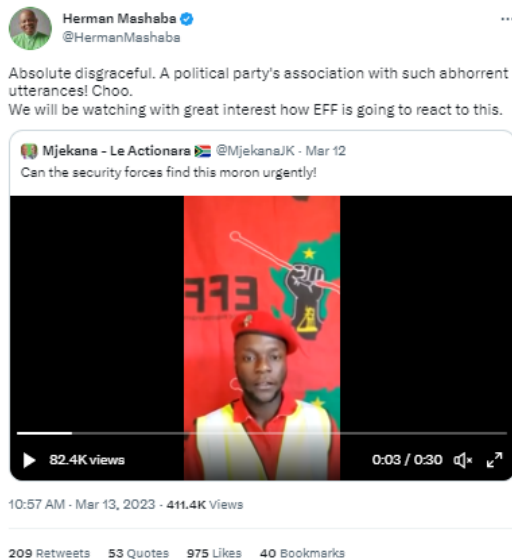 Herman Mashaba
@HermanMashaba
Absolute disgraceful. A political party's association with such abhorrent
utterances! Choo.
We will be watching with great interest how EFF is going to react to this.
Mjekana - Le Actionara 🇿🇦 @MjekanaJK · Mar 12
Can the security forces find this moron urgently!
EFF
82.4K views
0:03 / 0:30
10:57 AM · Mar 13, 2023 · 411.4K Views
209 Retweets 53 Quotes 975 Likes 40 Bookmarks